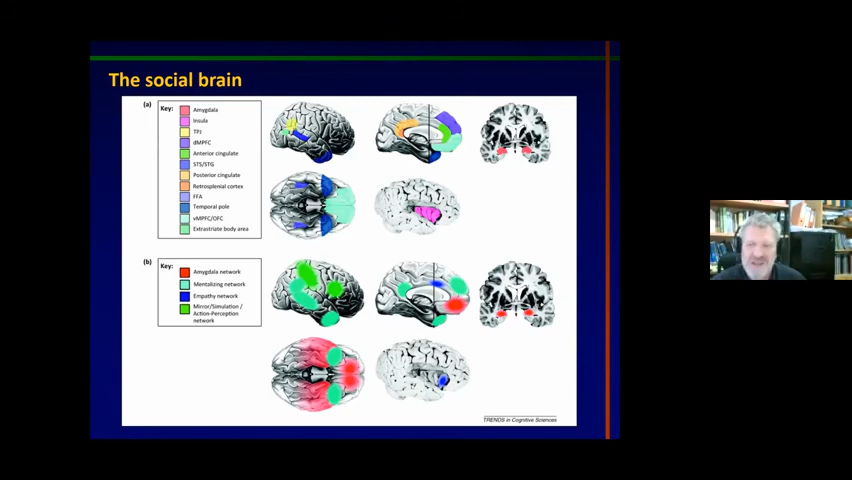 The social brain
(a)
Key:
Amygdala
Insula
TPJ
dMPFC
Anterior cingulate
STS/STG
Posterior cingulate
Retrosplenial cortex
FFA
Temporal pole
vMPFC/OFC
Extrastriate body area
(b)
Key:
Amygdala network
Mentalizing network
Empathy network
Mirror/Simulation /
Action-Perception
network
TRENDS in Cognitive Sciences